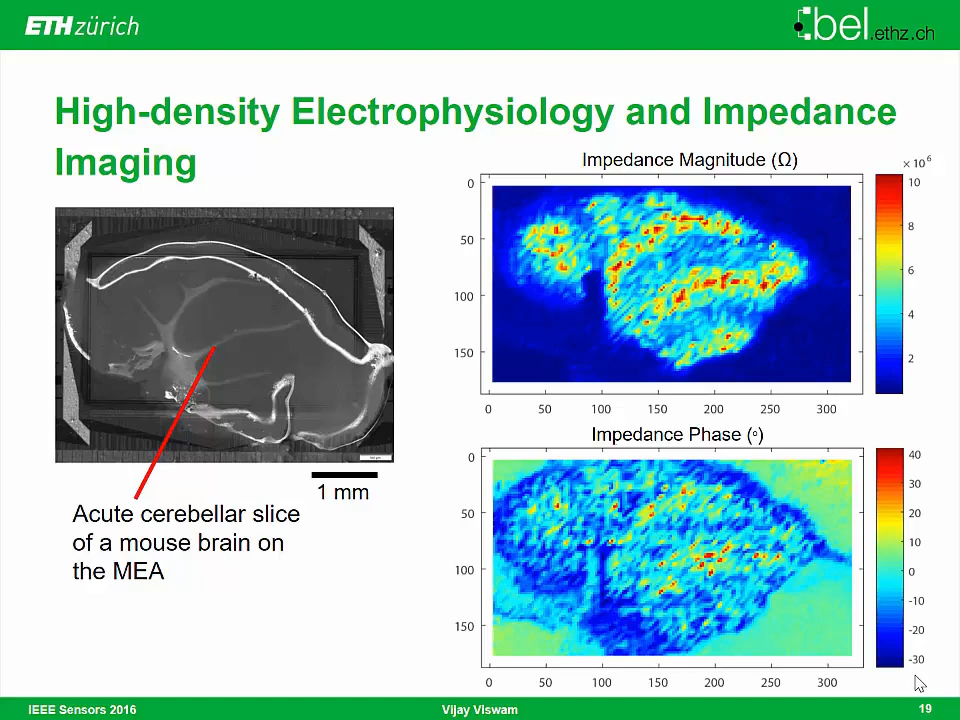 ETH zürich
bel.ethz.ch
High-density Electrophysiology and Impedance
Imaging
Impedance Magnitude (Ω)
× 10⁶
0
50
100
150
0 50 100 150 200 250 300
10
8
6
4
2
1 mm
Acute cerebellar slice
of a mouse brain on
the MEA
Impedance Phase (°)
0
50
100
150
0 50 100 150 200 250 300
40
30
20
10
0
-10
-20
-30
IEEE Sensors 2016
Vijay Viswam
19